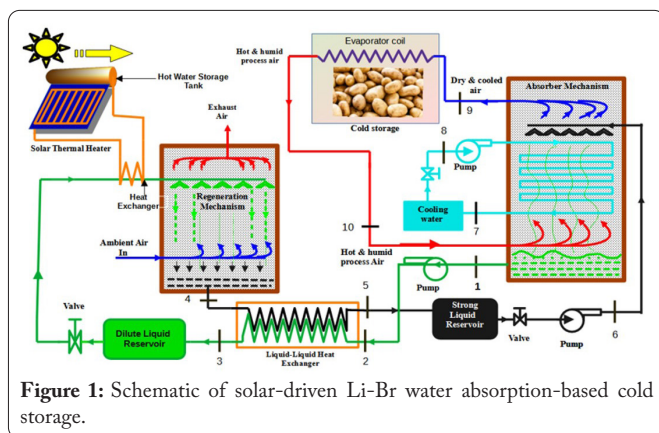 Hot & humid
process air
Evaporator coil
Cold storage
Hot Water Storage
Tank
Solar Thermal Heater
Exhaust
Air
Dry & cooled
air
9
Absorber Mechanism
8
Pump
Heat
Exchanger
Regeneration
Mechanism
Cooling
water
7
10
Ambient Air
In
Hot & humid
process Air
Pump
1
4
5
Valve
Dilute Liquid
Reservoir
3
Liquid-Liquid Heat
Exchanger
2
Strong
Liquid
Reservoir
Valve
Pump
6
Figure 1: Schematic of solar-driven Li-Br water absorption-based cold
storage.